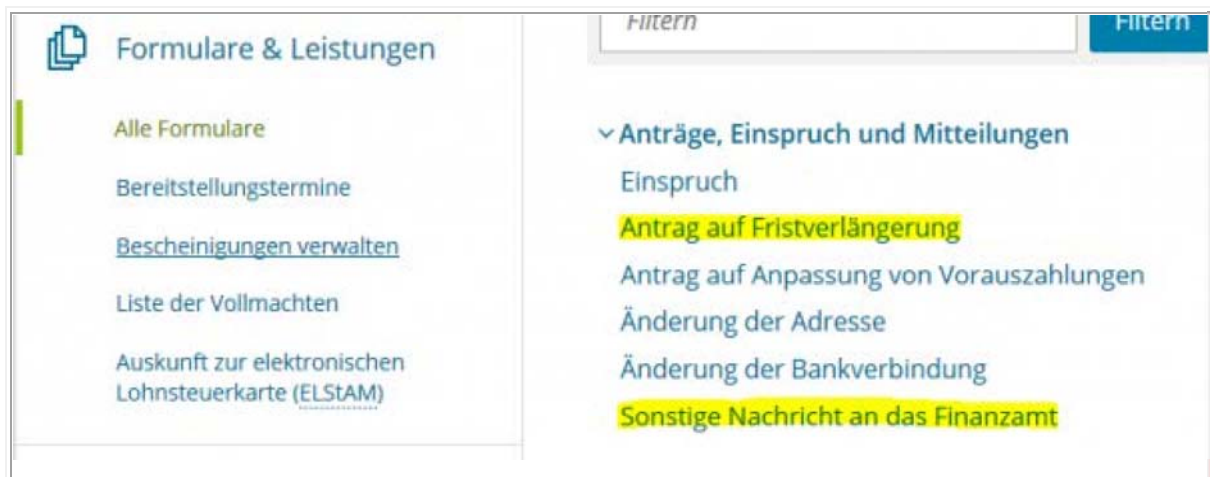 Formulare & Leistungen
Alle Formulare
Bereitstellungstermine
Bescheinigungen verwalten
Liste der Vollmachten
Auskunft zur elektronischen
Lohnsteuerkarte (ELStAM)
Filtern
Filtern
Anträge, Einspruch und Mitteilungen
Einspruch
Antrag auf Fristverlängerung
Antrag auf Anpassung von Vorauszahlungen
Änderung der Adresse
Änderung der Bankverbindung
Sonstige Nachricht an das Finanzamt